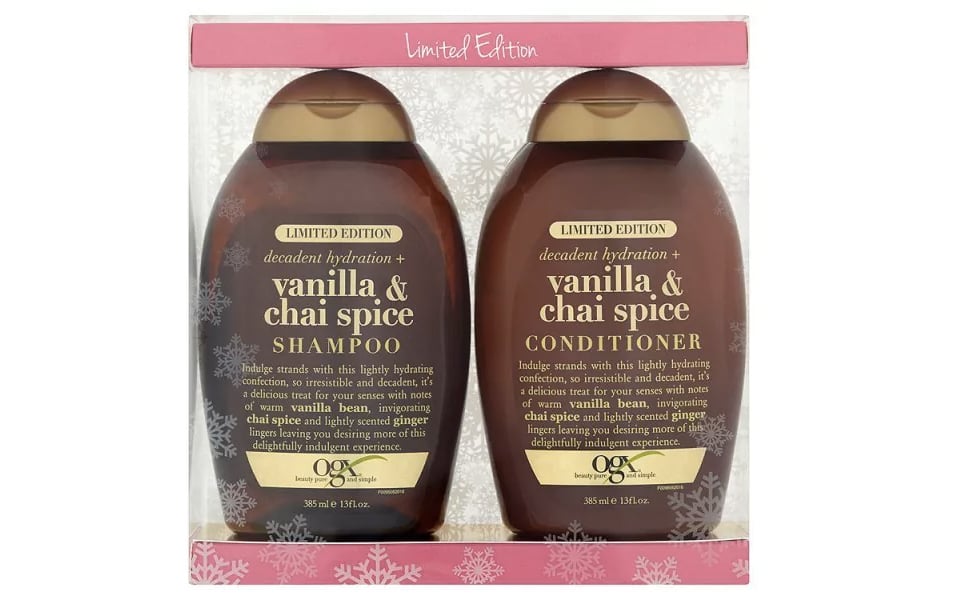 Limited Edition
LIMITED EDITION
decadent hydration +
vanilla &
chai spice
SHAMPOO
Indulge strands with this lightly hydrating
confection, so irresistible and decadent, it's
a delicious treat for your senses with notes
of warm vanilla bean, invigorating
chai spice and lightly scented ginger
lingers leaving you desiring more of this
delightfully indulgent experience.
ogx
beauty pure and simple
385 ml e 13fl.oz.
LIMITED EDITION
decadent hydration +
vanilla &
chai spice
CONDITIONER
Indulge strands with this lightly hydrating
confection, so irresistible and decadent, it's
a delicious treat for your senses with notes
of warm vanilla bean, invigorating
chai spice and lightly scented ginger
lingers leaving you desiring more of this
delightfully indulgent experience.
ogx
beauty pure and simple
385 ml e 13fl.oz.